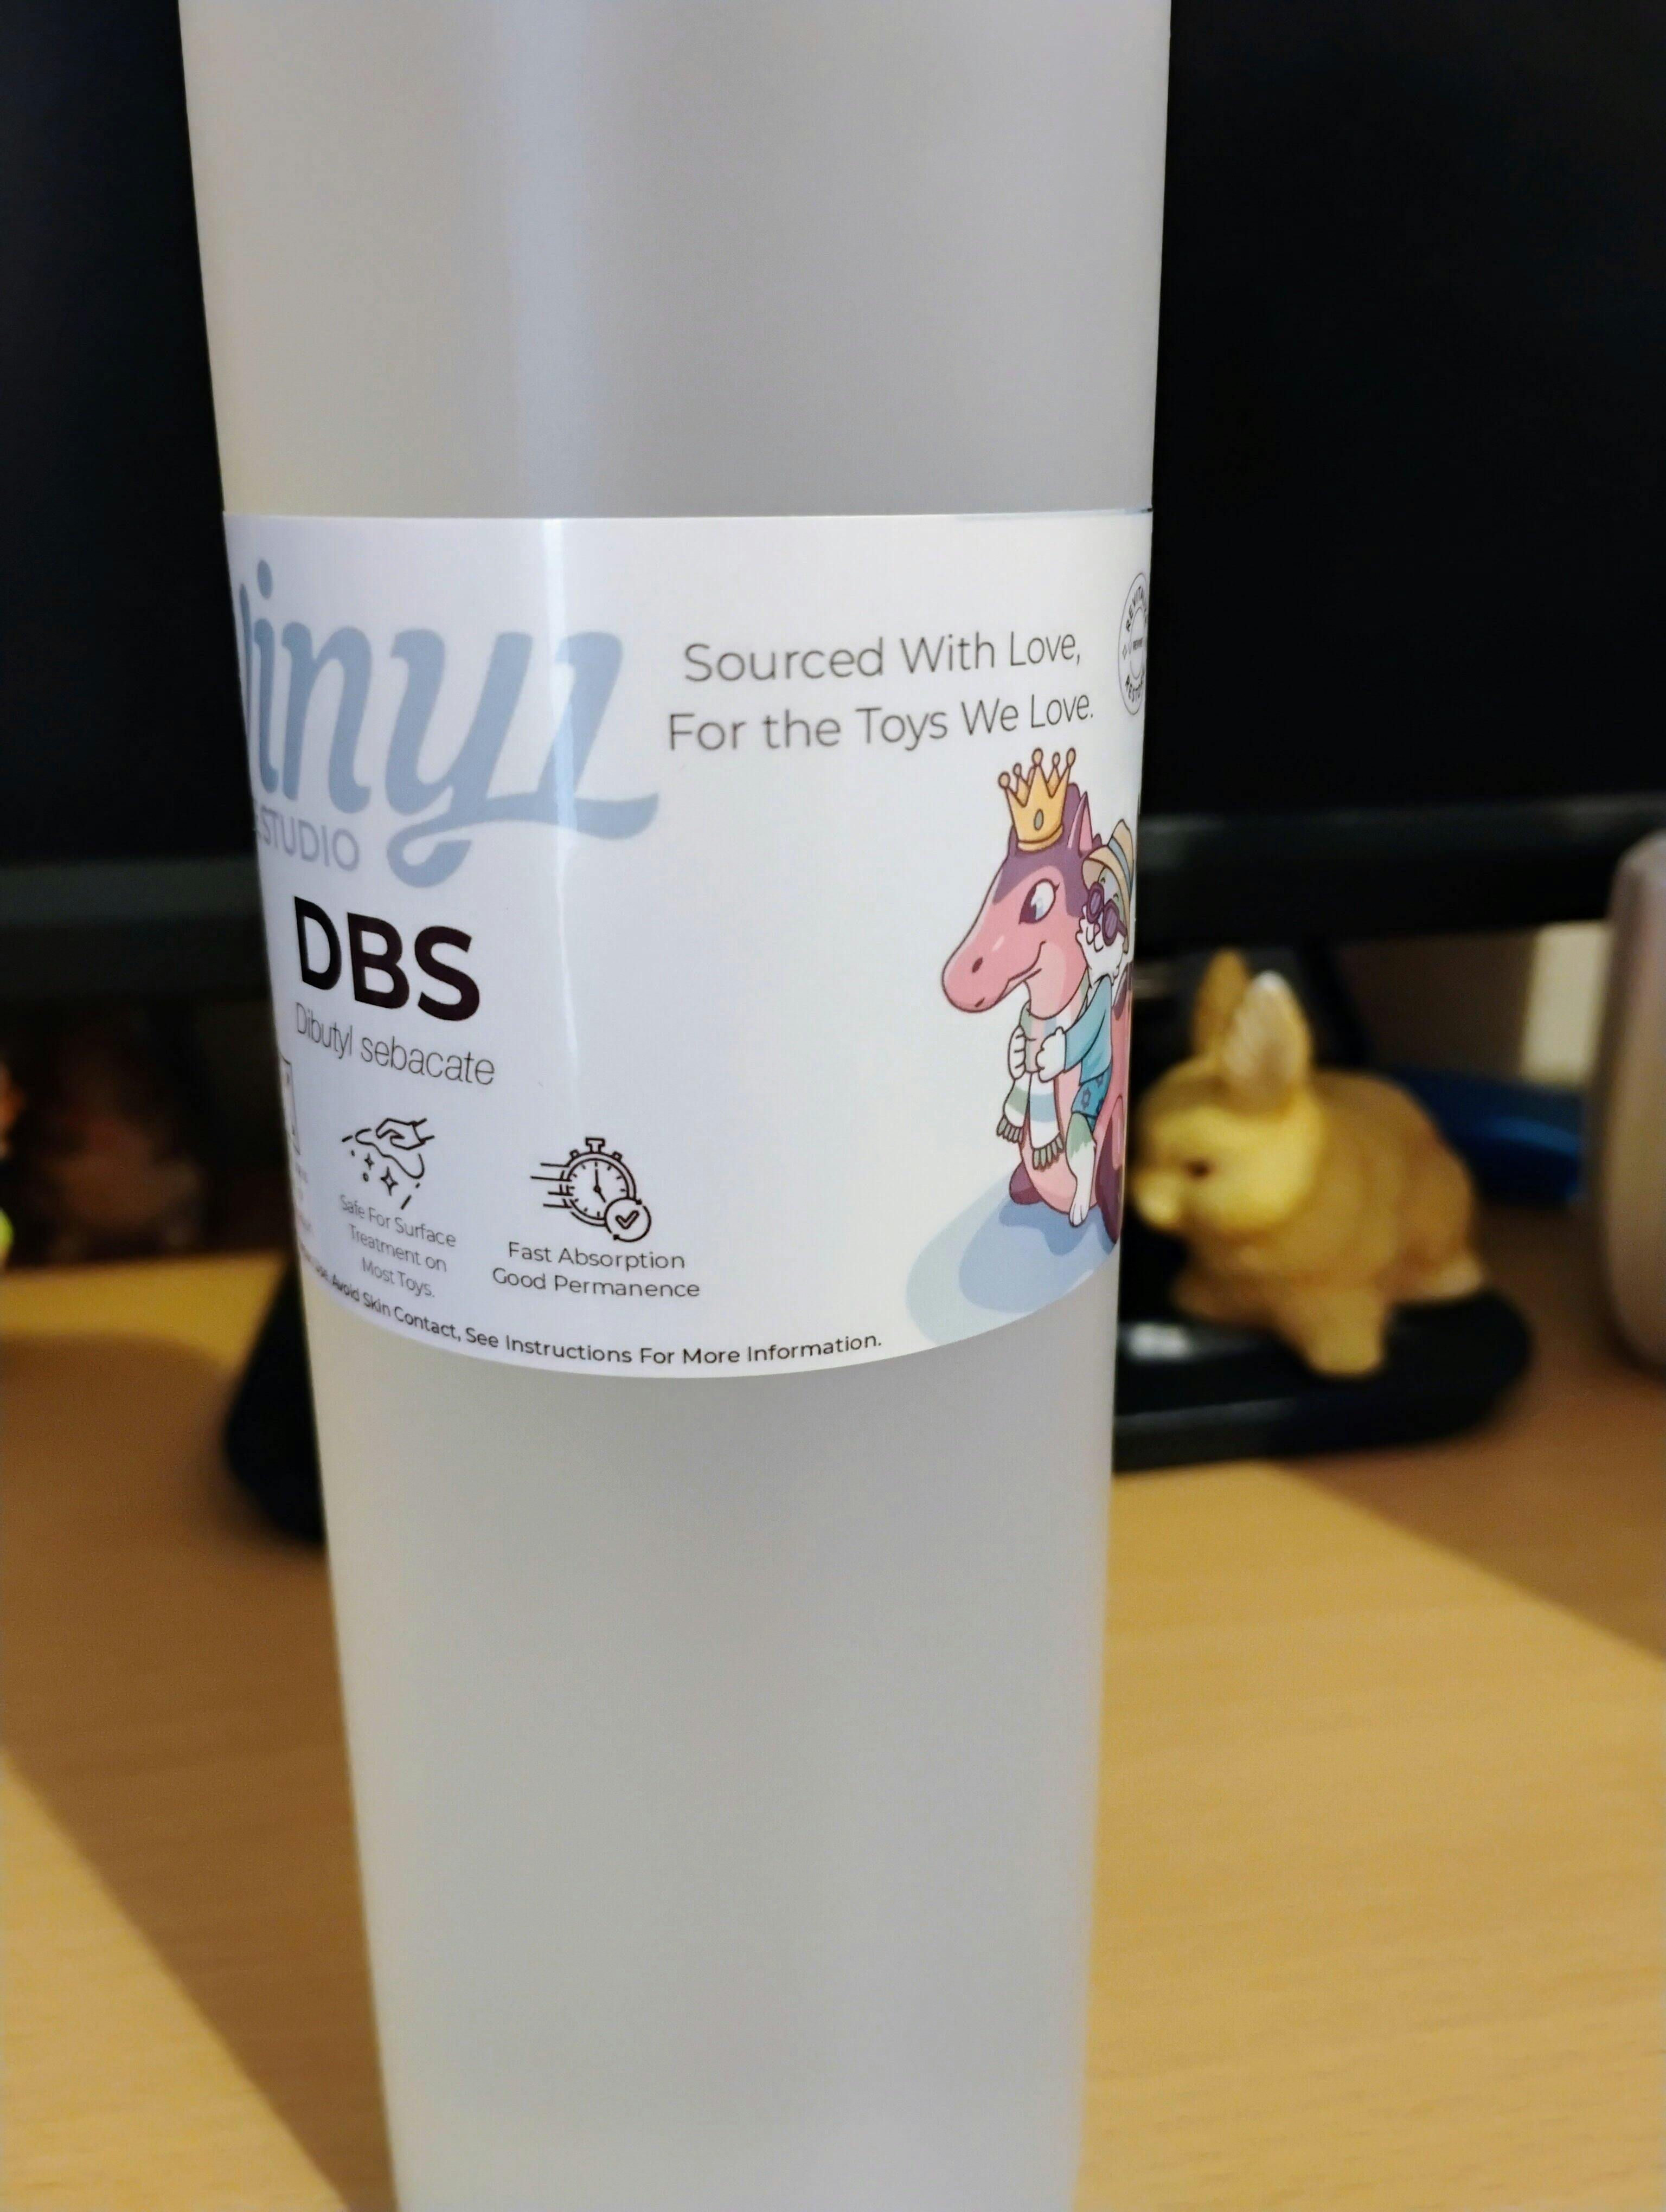 Vinyl
STUDIO
Sourced With Love,
For the Toys We Love.
DBS
Dibutyl sebacate
Safe For Surface
Treatment on
Most Toys.
Fast Absorption
Good Permanence
Avoid Skin Contact, See Instructions For More Information.